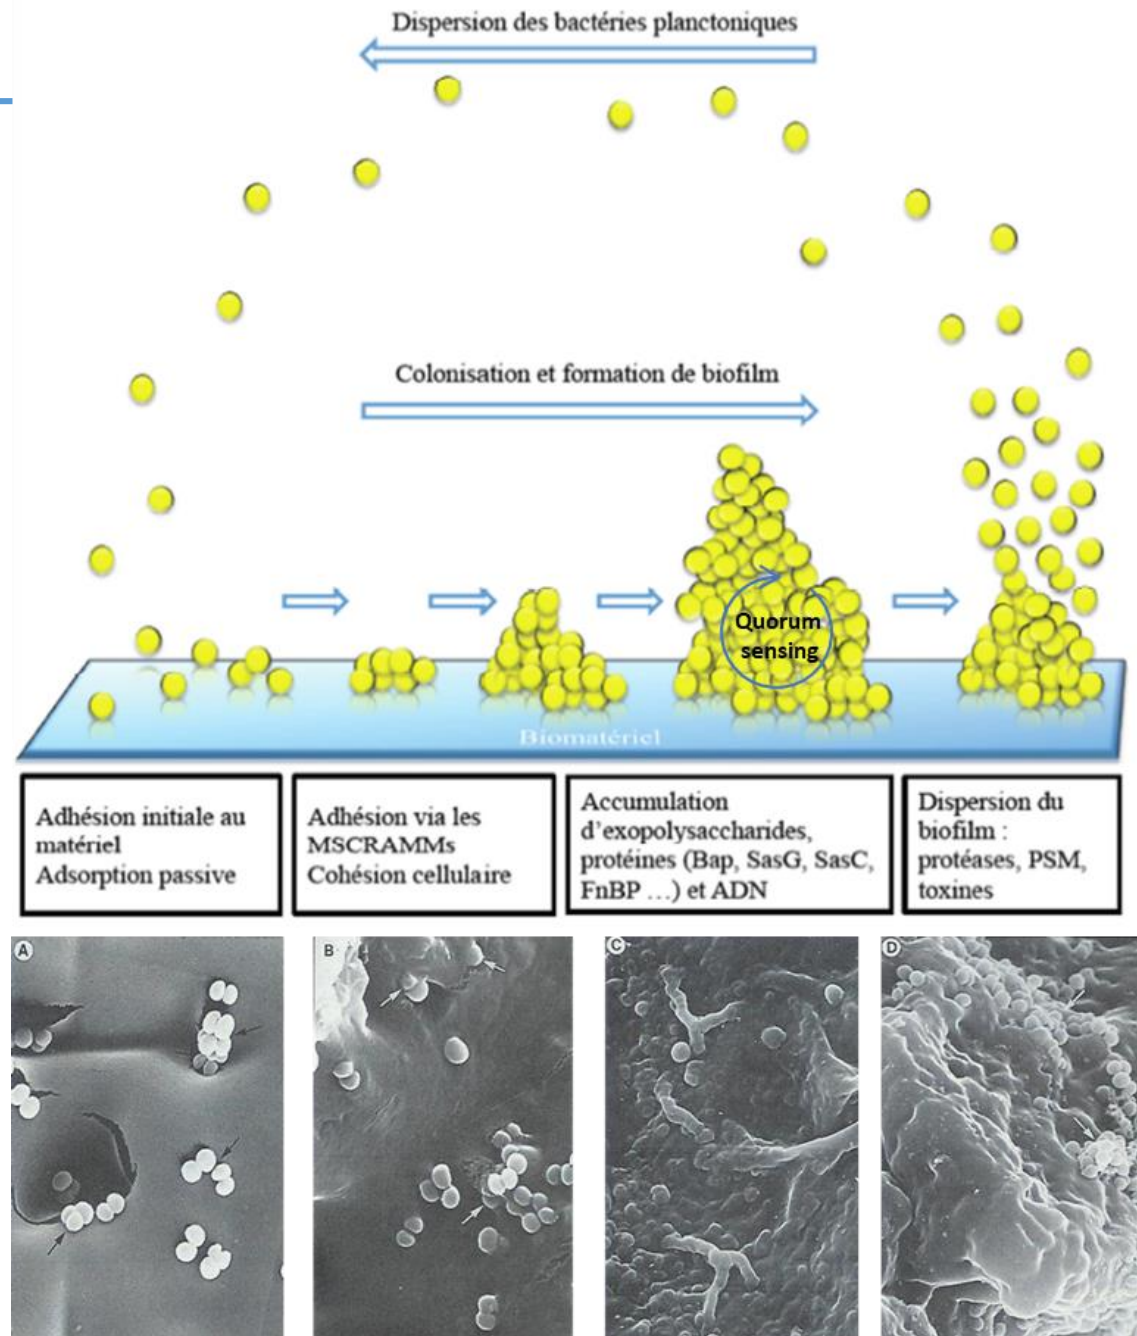 Dispersion des bactéries planctoniques
Colonisation et formation de biofilm
Quorum
sensing
Biomatériel
Adhésion initiale au
matériel
Adsorption passive
Adhésion via les
MSCRAMMs
Cohésion cellulaire
Accumulation
d'exopolysaccharides,
protéines (Bap, SasG, SasC,
FnBP …) et ADN
Dispersion du
biofilm :
protéases, PSM,
toxines
A
B
C
D